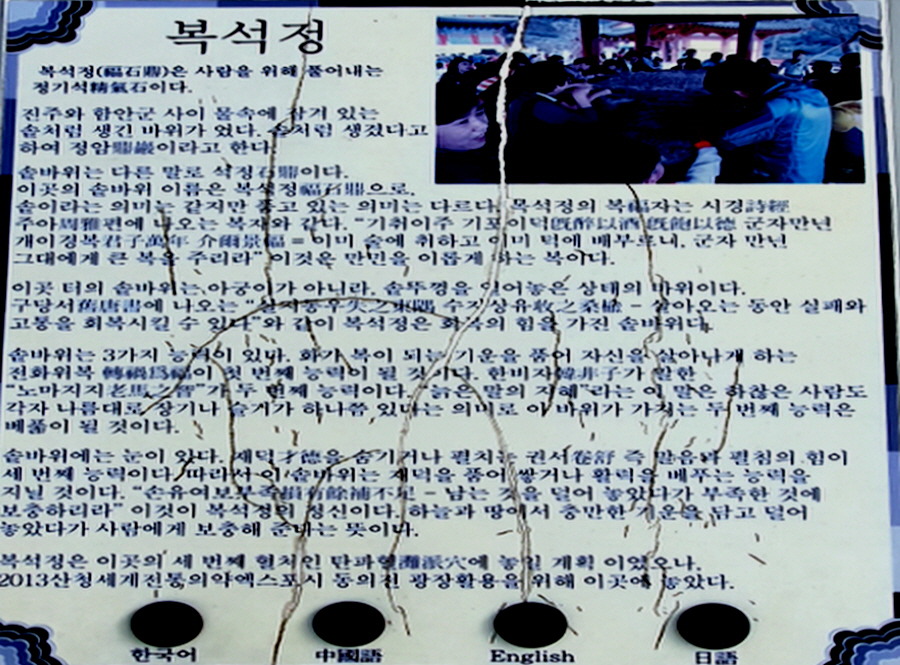 복석정
복석정(福石鼎)은 사람을 위해 풀어내는
정기석精氣石이다.
진주와 함안군 사이 물속에 잠겨 있는
솥처럼 생긴 바위가 었다. 솥처럼 생겼다고
하여 정암鼎巖이라고 한다.
솥바위는 다른 말로 석정石鼎이다.
이곳의 솥바위 이름은 복석정福石鼎으로,
솥이라는 의미는 같지만 품고 있는 의미는 다르다. 복석정의 복福자는 시경詩經
주아周雅편에 나오는 복자와 같다. “기취이주 기포이덕旣醉以酒 旣飽以德 군자만년
개이경복君子萬年 介爾景福 = 이미 술에 취하고 이미 덕에 배부르니, 군자 만년
그대에게 큰 복을 주리라” 이것은 만민을 이롭게 하는 복이다.
이곳 터의 솥바위는 아궁이가 아니라, 솥뚜껑을 덮어놓은 상태의 바위이다.
구당서舊唐書에 나오는 “실지동우失之東隅 수지상유收之桑楡 - 살아오는 동안 실패와
고통을 회복시킬 수 있다”와 같이 복석정은 회복의 힘을 가진 솥바위다.
솥바위는 3가지 능력이 있다. 화가 복이 되는 기운을 품어 자신을 살아나게 하는
전화위복 轉禍爲福이 첫 번째 능력이 될 것이다. 한비자韓非子가 말한
“노마지지老馬之智”가 두 번째 능력이다. 늙은 말의 지혜”라는 이 말은 하찮은 사람도
각자 나름대로 장기나 슬기가 하나쯤 있다는 의미로 이 바위가 가지는 두 번째 능력은
베풂이 될 것이다.
솥바위에는 눈이 있다. 재덕才德을 숨기거나 펼치는 권서卷舒 즉 말음과 펼침의 힘이
세 번째 능력이다. 따라서 이 솥바위는 재덕을 품어 쌓거나 활력을 베푸는 능력을
지닐 것이다. “손유여보부족損有餘補不足 - 남는 것을 덜어 놓았다가 부족한 것에
보충하리라” 이것이 복석정의 정신이다. 하늘과 땅에서 충만한 기운을 담고 덜어
놓았다가 사람에게 보충해 준다는 뜻이다.
복석정은 이곳의 세 번째 혈처인 단파혈灘派穴에 놓일 계획 이었으나,
2013산청세계전통의약엑스포시 동의전 광장활용을 위해 이곳에 놓았다.
한국어
中國語
English
日語